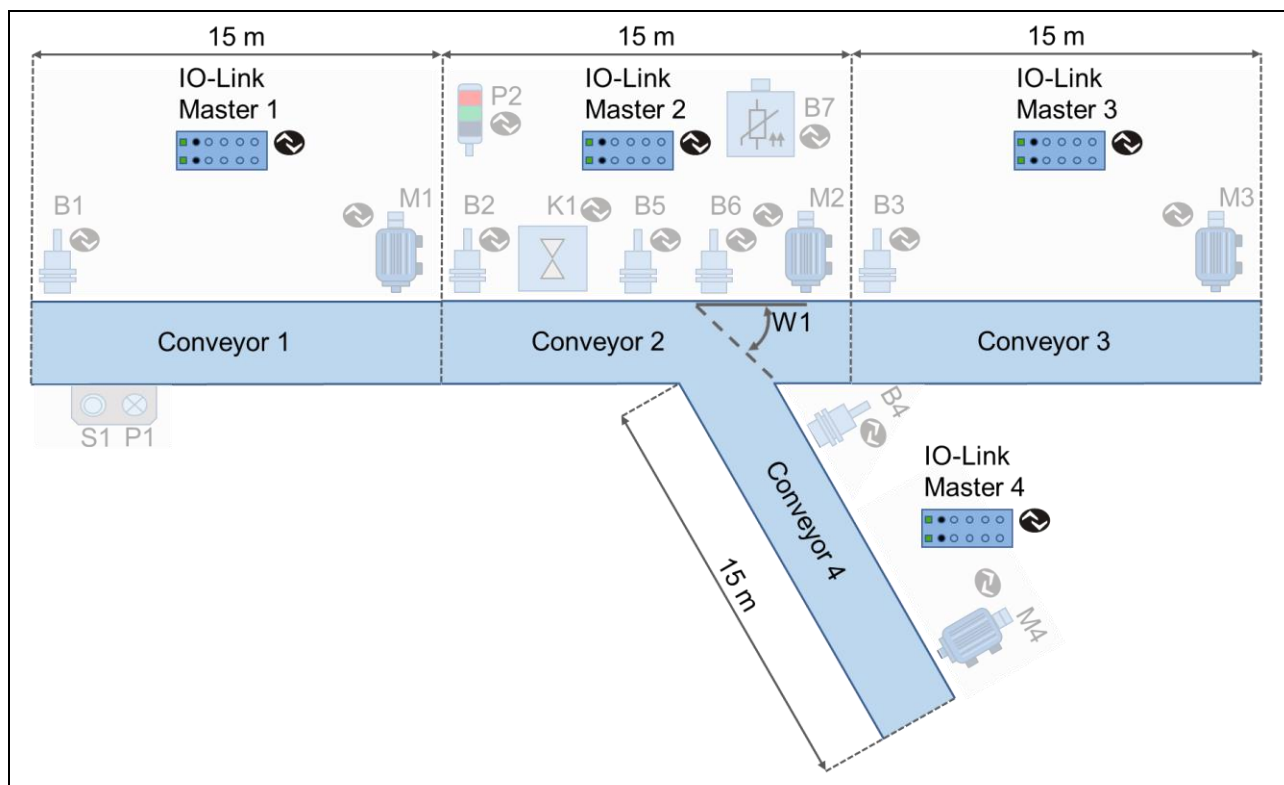 15 m
15 m
15 m
IO-Link
Master 1
P2
IO-Link
Master 2
B7
IO-Link
Master 3
B1
M1
B2
K1
B5
B6
M2
B3
M3
Conveyor 1
Conveyor 2
W1
Conveyor 3
S1 P1
B4
IO-Link
Master 4
Conveyor 4
15 m
M4